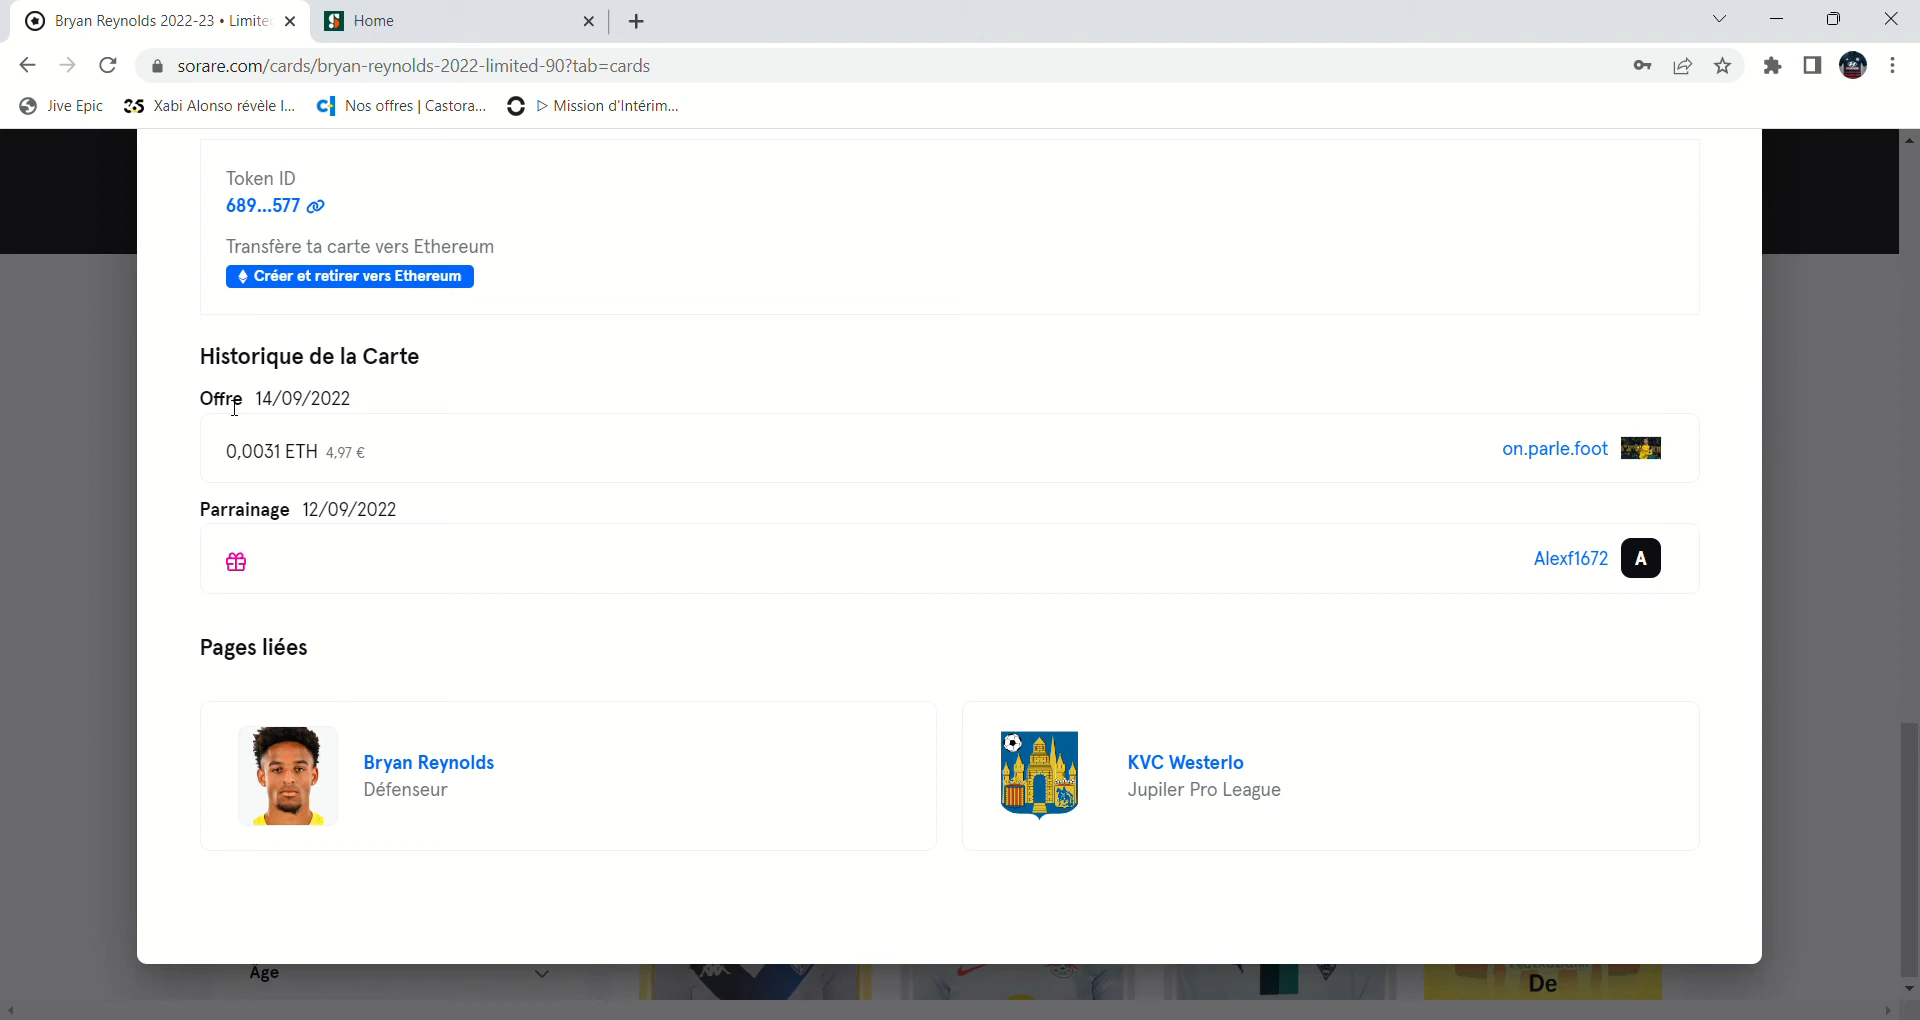 Bryan Reynolds 2022-23 • Limite
Home
sorare.com/cards/bryan-reynolds-2022-limited-90?tab=cards
Jive Epic
Xabi Alonso révèle l...
Nos offres | Castora...
▷ Mission d'Intérim...
Token ID
689...577
Transfère ta carte vers Ethereum
Créer et retirer vers Ethereum
Historique de la Carte
Offre 14/09/2022
0,0031 ETH 4,97 €
on.parle.foot
Parrainage 12/09/2022
Alexf1672
A
Pages liées
Bryan Reynolds
Défenseur
KVC Westerlo
Jupiler Pro League
Âge
De